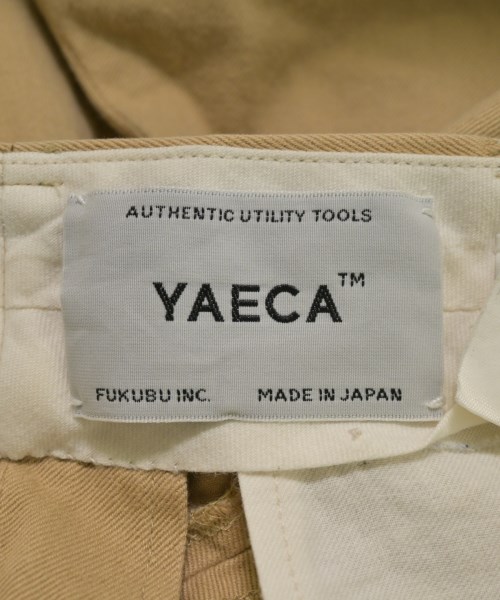 AUTHENTIC UTILITY TOOLS
YAECA™
FUKUBU INC. MADE IN JAPAN